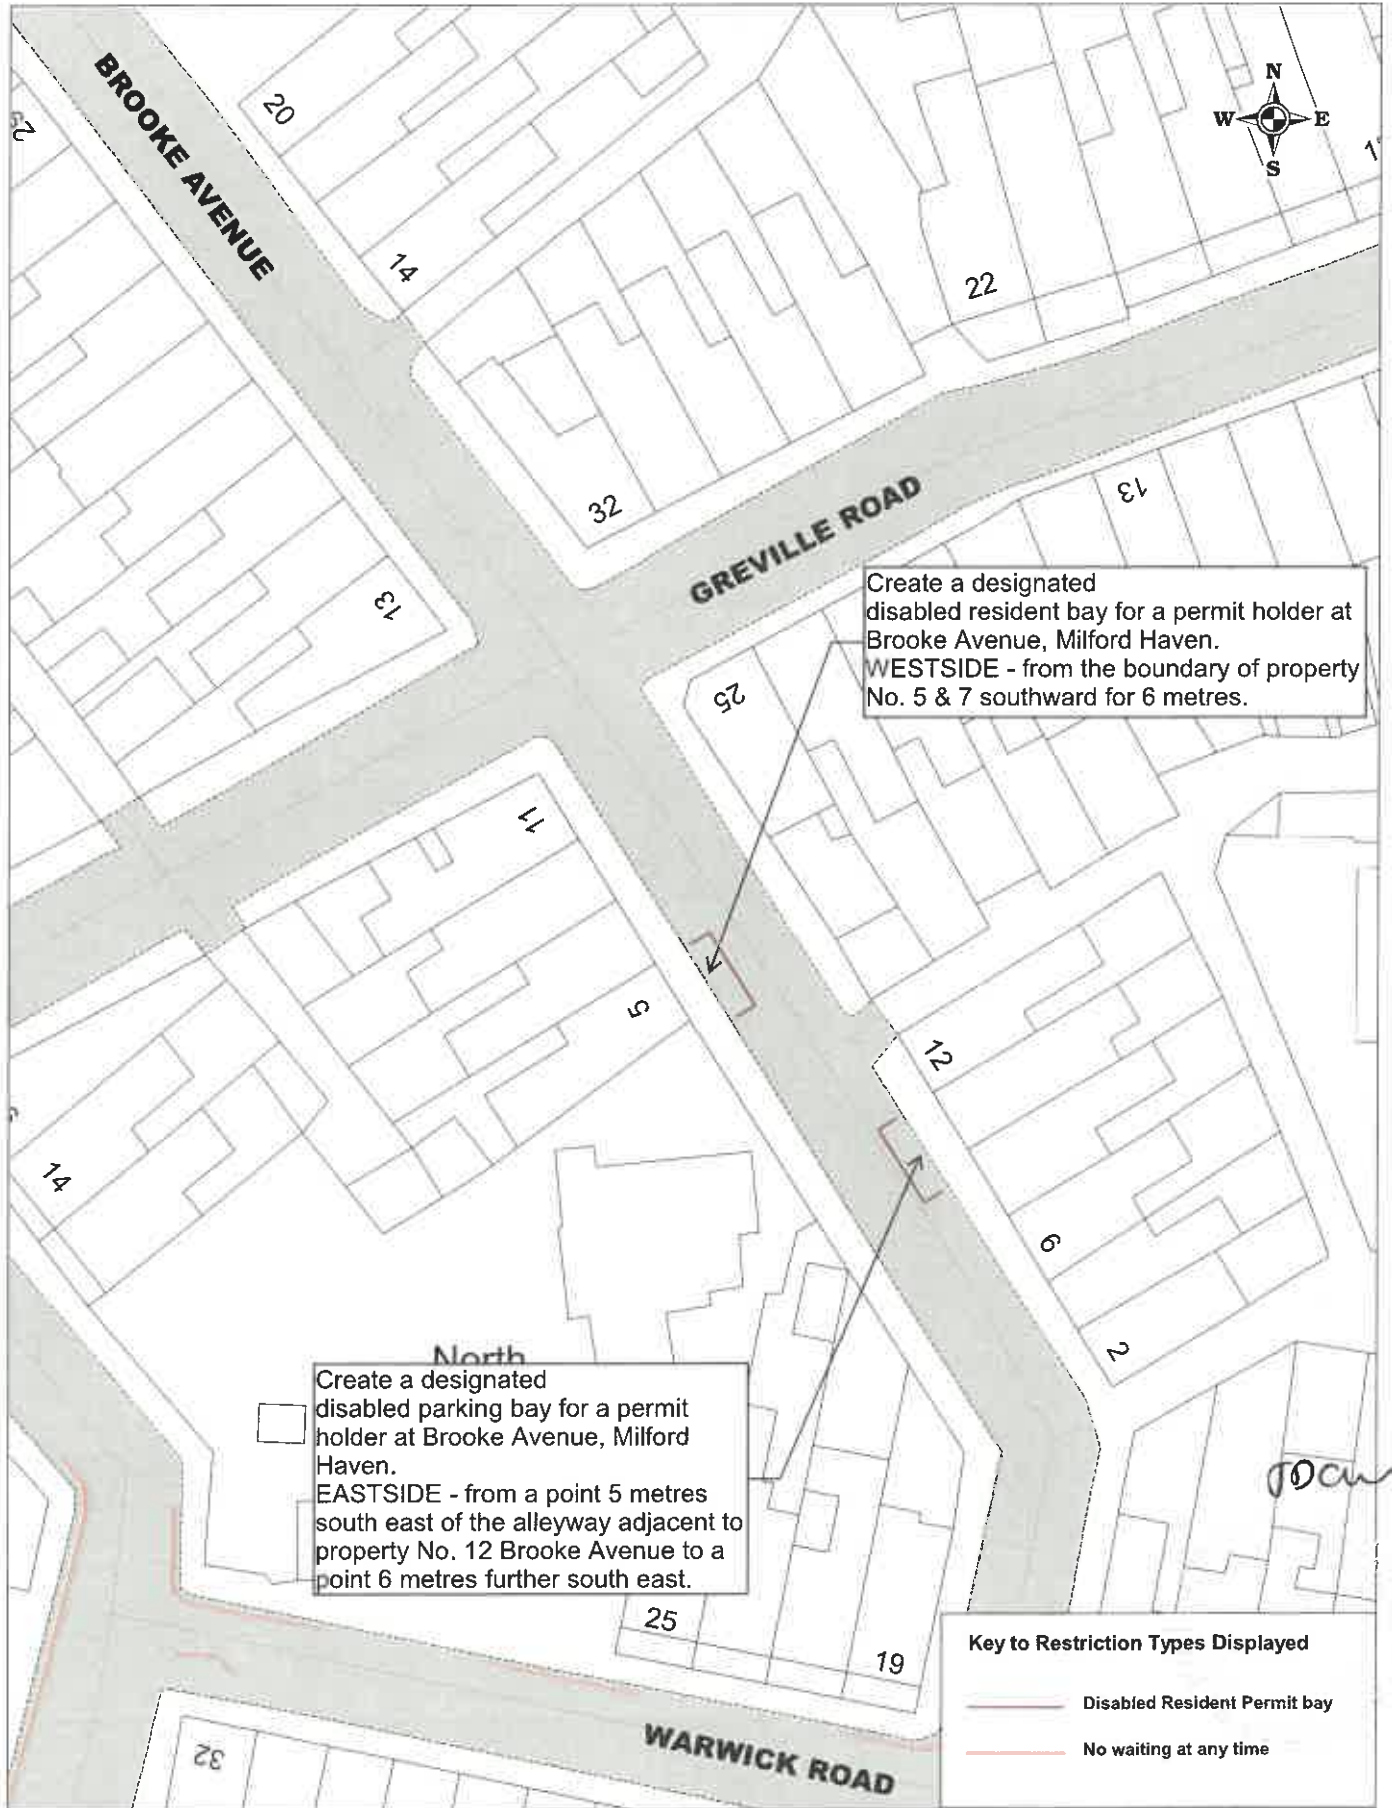 BROOKE AVENUE
20
N
W E
S
14
22
32
13
GREVILLE ROAD
13
Create a designated
disabled resident bay for a permit holder at
Brooke Avenue, Milford Haven.
WESTSIDE - from the boundary of property
No. 5 & 7 southward for 6 metres.
25
11
5
12
14
6
2
North
Create a designated
disabled parking bay for a permit
holder at Brooke Avenue, Milford
Haven.
EASTSIDE - from a point 5 metres
south east of the alleyway adjacent to
property No. 12 Brooke Avenue to a
point 6 metres further south east.
25
19
Key to Restriction Types Displayed
Disabled Resident Permit bay
No waiting at any time
32
WARWICK ROAD